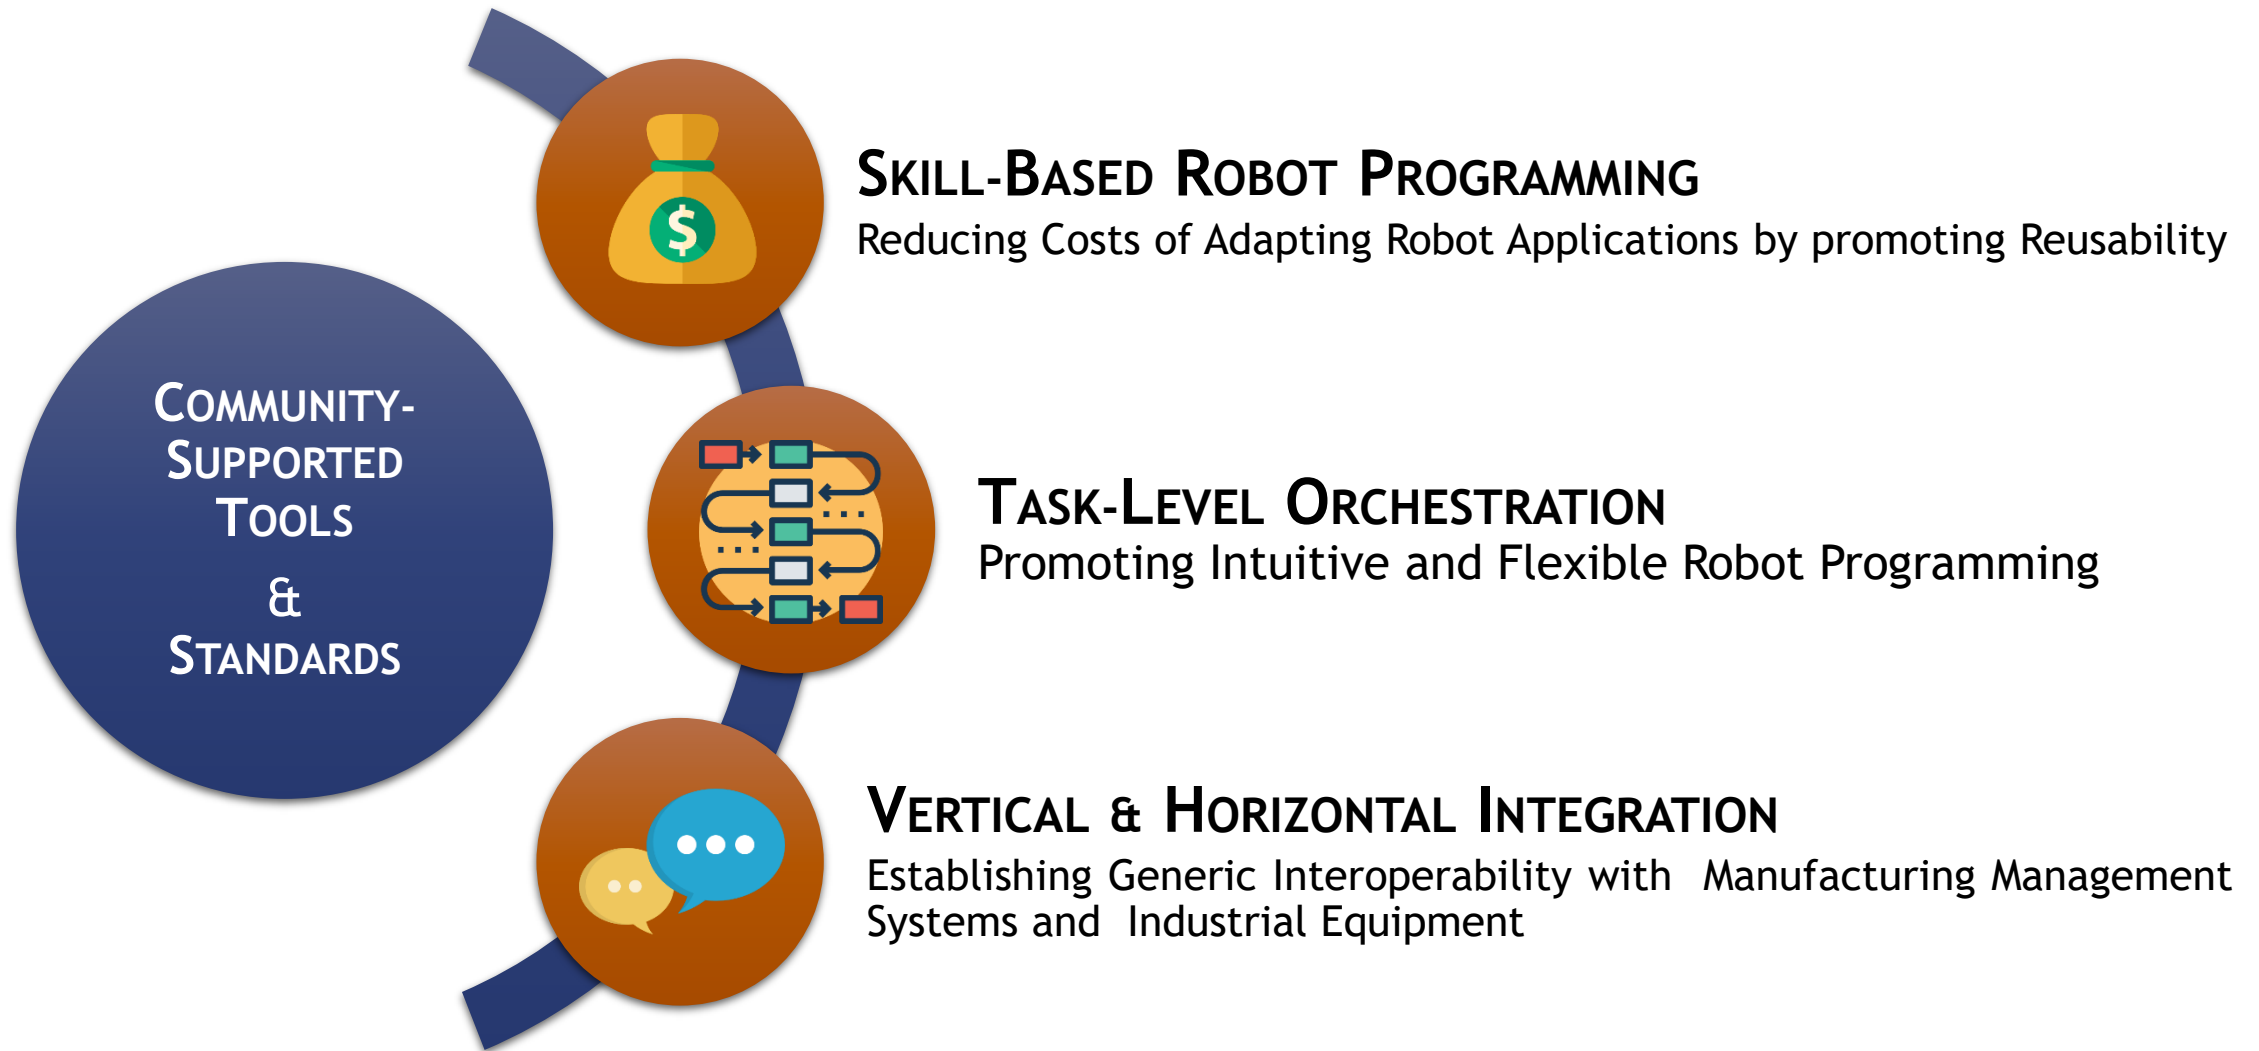 COMMUNITY-
SUPPORTED
TOOLS
&
STANDARDS
$
SKILL-BASED ROBOT PROGRAMMING
Reducing Costs of Adapting Robot Applications by promoting Reusability
TASK-LEVEL ORCHESTRATION
Promoting Intuitive and Flexible Robot Programming
VERTICAL & HORIZONTAL INTEGRATION
Establishing Generic Interoperability with  Manufacturing Management
Systems and  Industrial Equipment